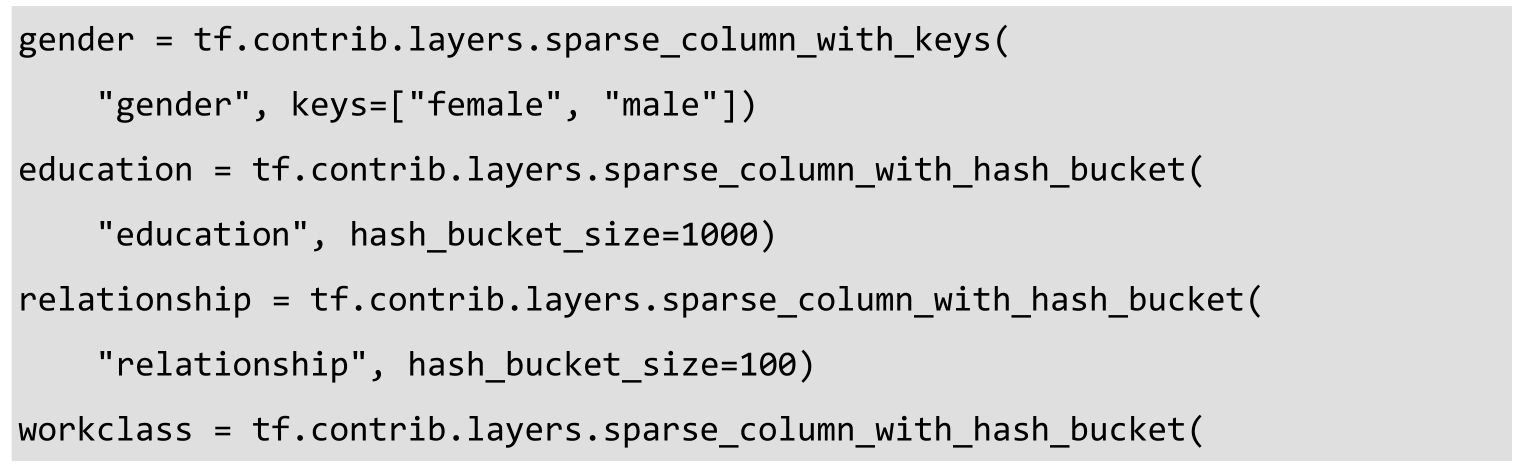 gender = tf.contrib.layers.sparse_column_with_keys(
    "gender", keys=["female", "male"])
education = tf.contrib.layers.sparse_column_with_hash_bucket(
    "education", hash_bucket_size=1000)
relationship = tf.contrib.layers.sparse_column_with_hash_bucket(
    "relationship", hash_bucket_size=100)
workclass = tf.contrib.layers.sparse_column_with_hash_bucket(